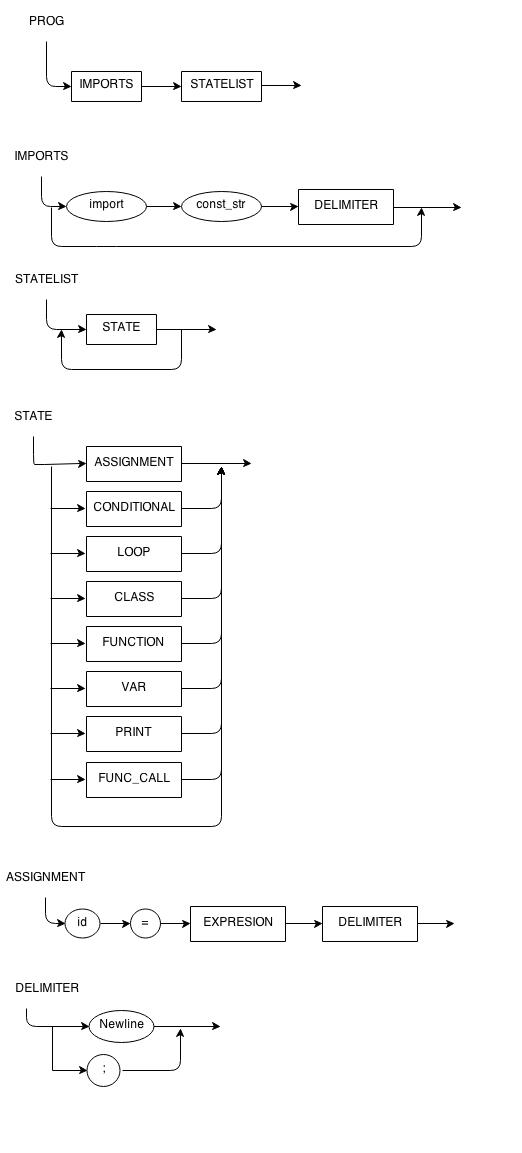 PROG
IMPORTS STATELIST
IMPORTS
import const_str DELIMITER
STATELIST
STATE
STATE
ASSIGNMENT
CONDITIONAL
LOOP
CLASS
FUNCTION
VAR
PRINT
FUNC_CALL
ASSIGNMENT
id = EXPRESION DELIMITER
DELIMITER
Newline
;